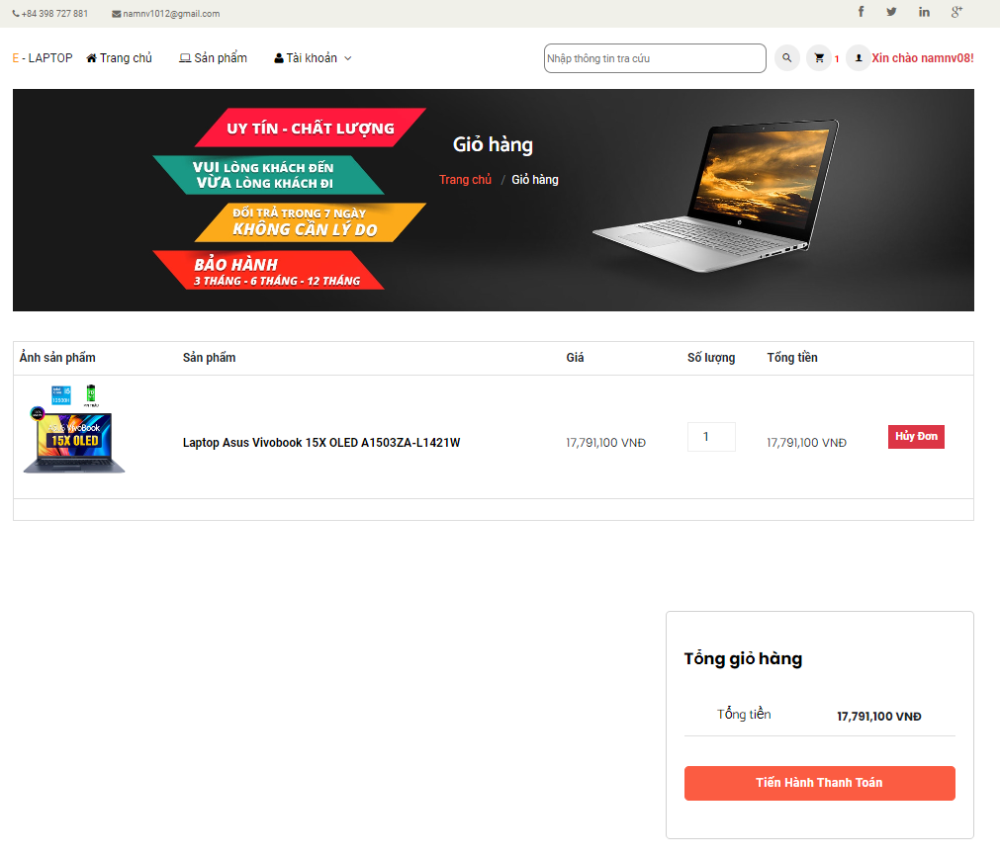 +84 398 727 881 namnv1012@gmail.com
E - LAPTOP Trang chủ Sản phẩm Tài khoản Nhập thông tin tra cứu 1 Xin chào namnv08!
UY TÍN - CHẤT LƯỢNG
VUI LÒNG KHÁCH ĐẾN
VỪA LÒNG KHÁCH ĐI
ĐỔI TRẢ TRONG 7 NGÀY
KHÔNG CẦN LÝ DO
BẢO HÀNH
3 THÁNG - 6 THÁNG - 12 THÁNG
Giỏ hàng
Trang chủ / Giỏ hàng
Ảnh sản phẩm Sản phẩm Giá Số lượng Tổng tiền
VivoBook
15X OLED
Laptop Asus Vivobook 15X OLED A1503ZA-L1421W 17,791,100 VNĐ 1 17,791,100 VNĐ Hủy Đơn
Tổng giỏ hàng
Tổng tiền 17,791,100 VNĐ
Tiến Hành Thanh Toán